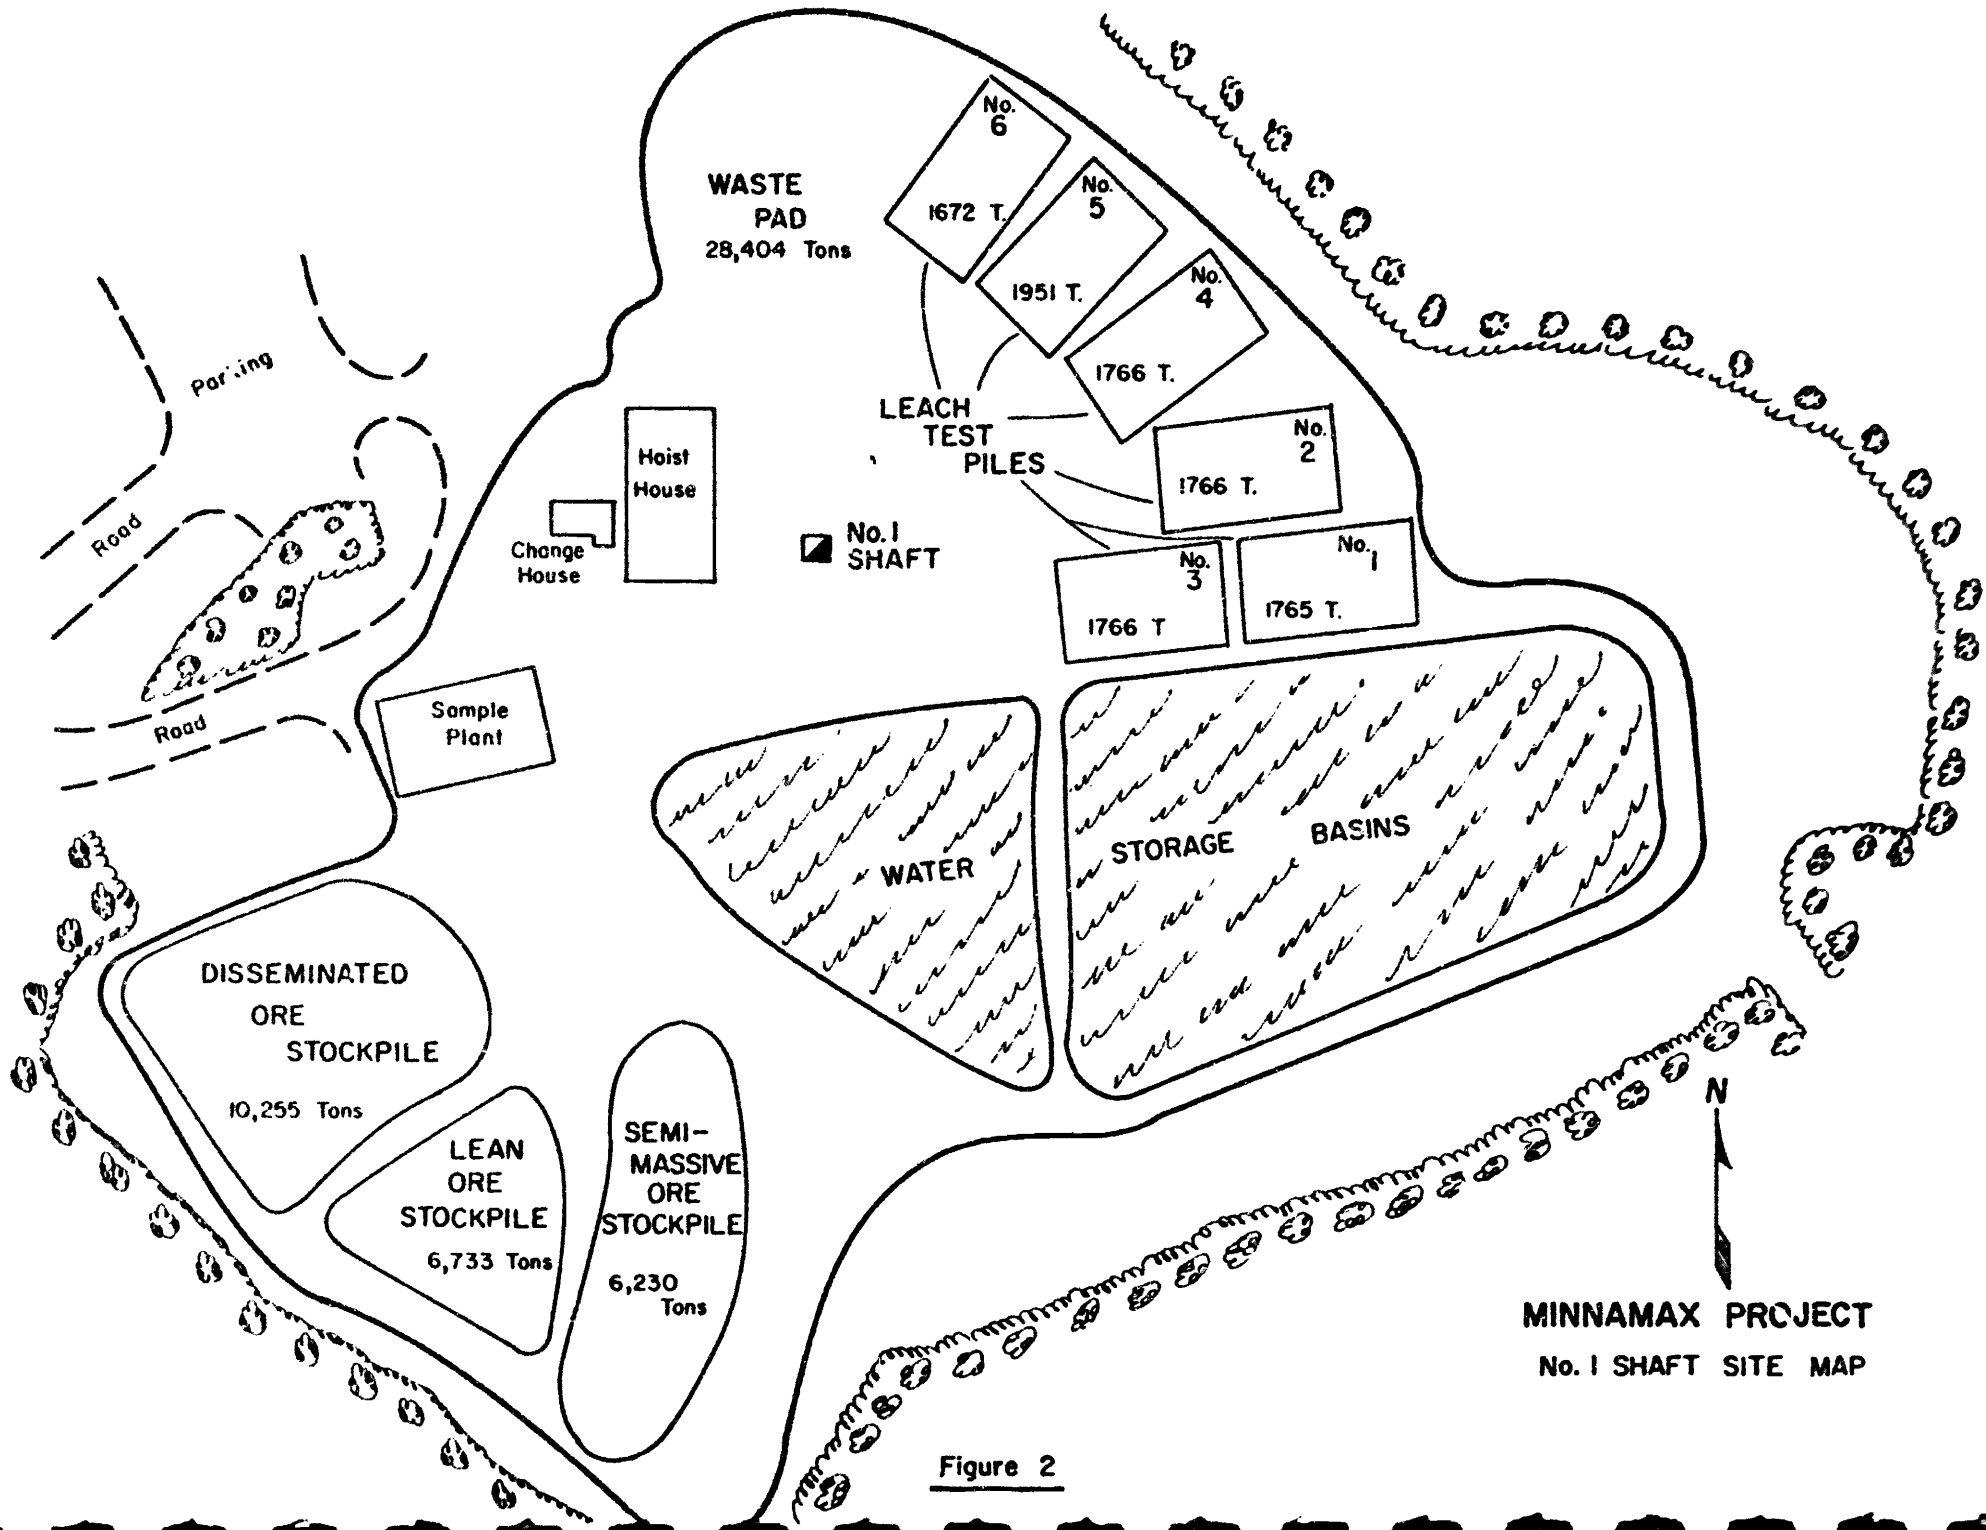 No.
6
1672 T.
No.
5
1951 T.
No.
4
1766 T.
WASTE
PAD
28,404 Tons
Parking
LEACH
TEST
PILES
No.
2
1766 T.
Hoist
House
Road
Change
House
No. 1
SHAFT
No.
3
1766 T
No.
1
1765 T.
Road
Sample
Plant
WATER
STORAGE
BASINS
DISSEMINATED
ORE
STOCKPILE
10,255 Tons
LEAN
ORE
STOCKPILE
6,733 Tons
SEMI-
MASSIVE
ORE
STOCKPILE
6,230
Tons
N
MINNAMAX PROJECT
No. 1 SHAFT SITE MAP
Figure 2